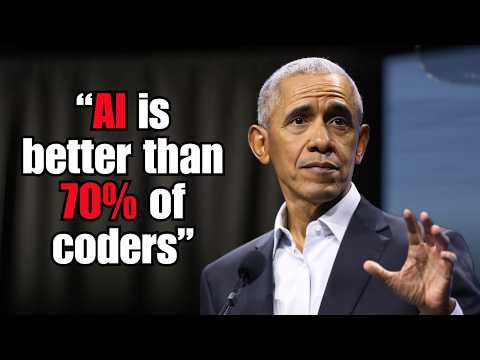 “AI is
better than
70% of
coders”